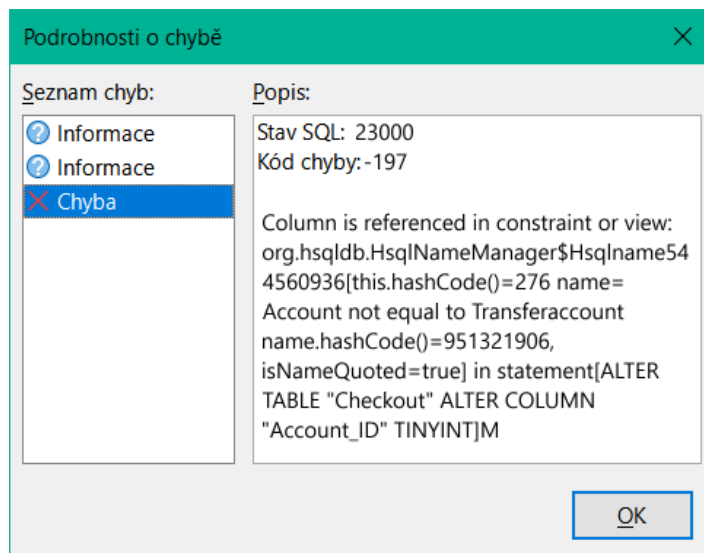 Podrobnosti o chybě
Seznam chyb:
Popis:
Informace
Informace
Chyba
Stav SQL: 23000
Kód chyby:-197
Column is referenced in constraint or view:
org.hsqldb.HsqlNameManager$Hsqlname54
4560936[this.hashCode()=276 name=
Account not equal to Transferaccount
name.hashCode()=951321906,
isNameQuoted=true] in statement[ALTER
TABLE "Checkout" ALTER COLUMN
"Account_ID" TINYINT]M
OK